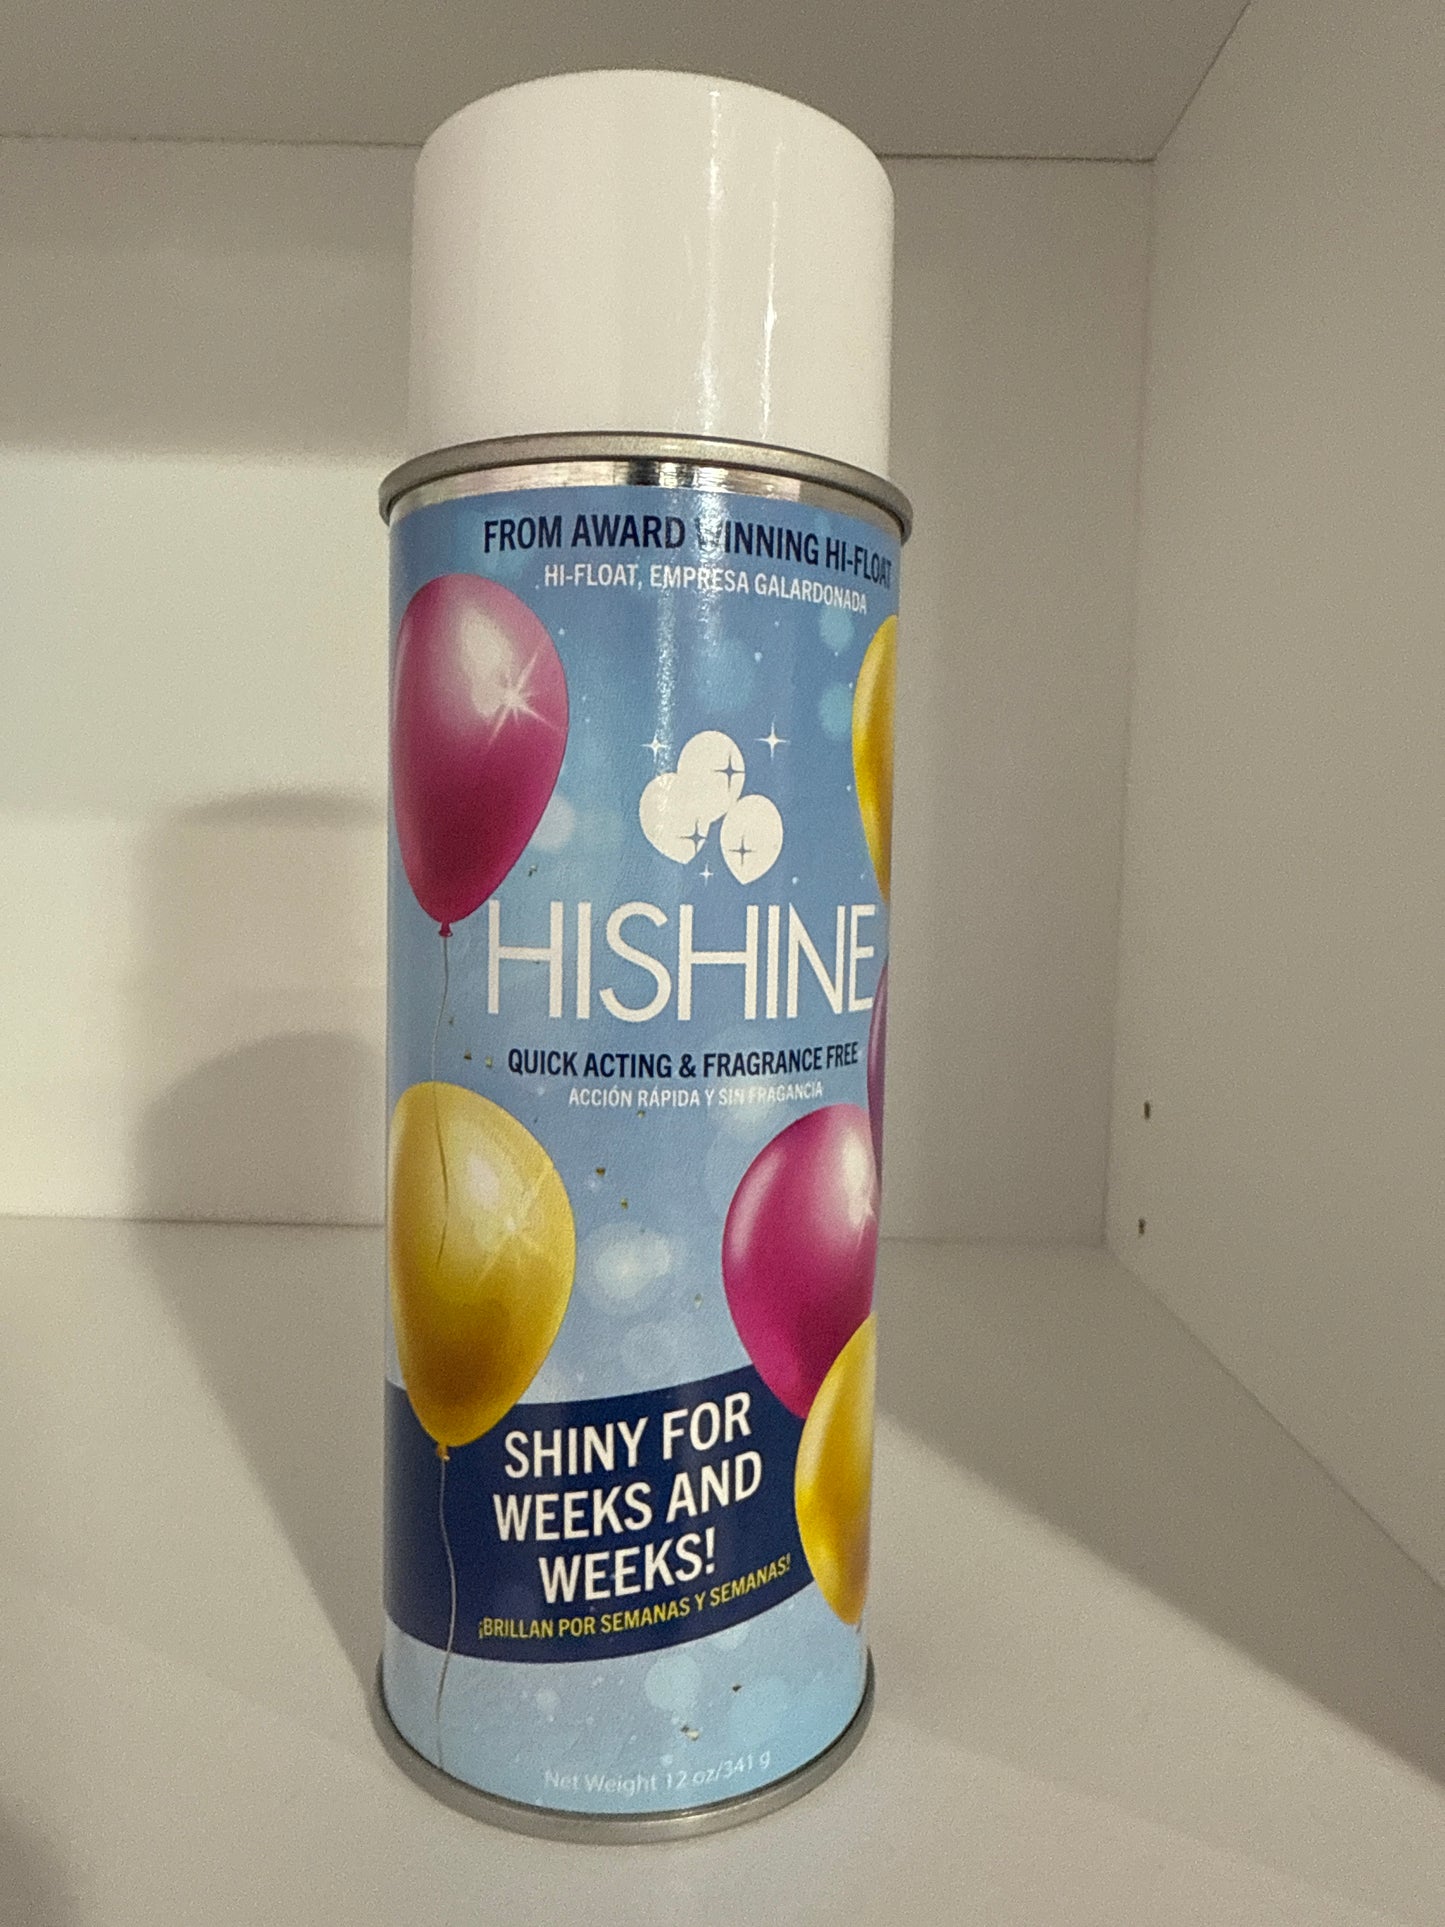 FROM AWARD WINNING HI-FLOAT
HI-FLOAT, EMPRESA GALARDONADA
HISHINE
QUICK ACTING & FRAGRANCE FREE
ACCIÓN RÁPIDA Y SIN FRAGANCIA
SHINY FOR
WEEKS AND
WEEKS!
¡BRILLAN POR SEMANAS Y SEMANAS!
Net Weight 12 oz/341 g